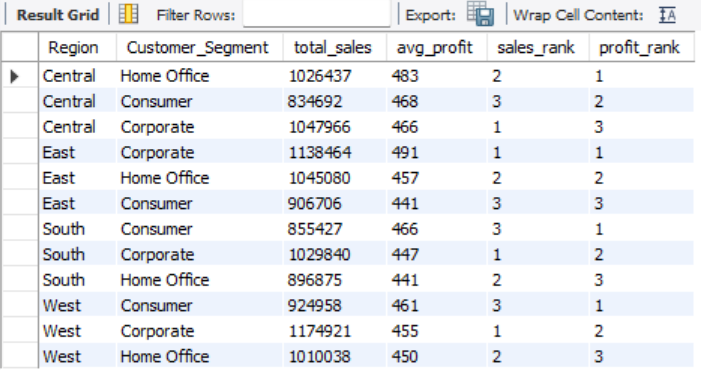 Result Grid Filter Rows: Export: Wrap Cell Content: IA
Region Customer_Segment total_sales avg_profit sales_rank profit_rank
Central Home Office 1026437 483 2 1
Central Consumer 834692 468 3 2
Central Corporate 1047966 466 1 3
East Corporate 1138464 491 1 1
East Home Office 1045080 457 2 2
East Consumer 906706 441 3 3
South Consumer 855427 466 3 1
South Corporate 1029840 447 1 2
South Home Office 896875 441 2 3
West Consumer 924958 461 3 1
West Corporate 1174921 455 1 2
West Home Office 1010038 450 2 3